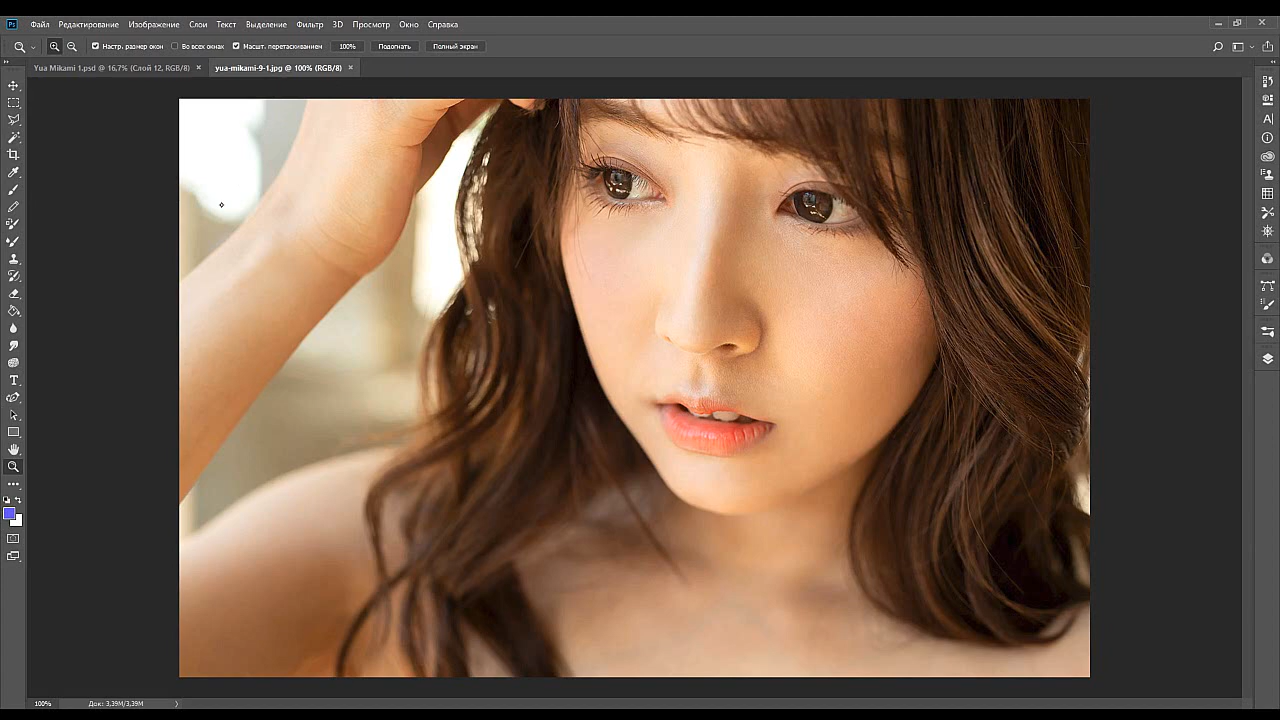 Ps Файл Редактирование Изображение Слои Текст Выделение Фильтр 3D Просмотр Окно Справка
Настр. размер окон Во всех окнах Масшт. перетаскиванием 100% Подогнать Полный экран
Yua Mikami 1.psd @ 16,7% (Слой 12, RGB/8) × yua-mikami-9-1.jpg @ 100% (RGB/8) ×
100% Док: 3,39M/3,39M